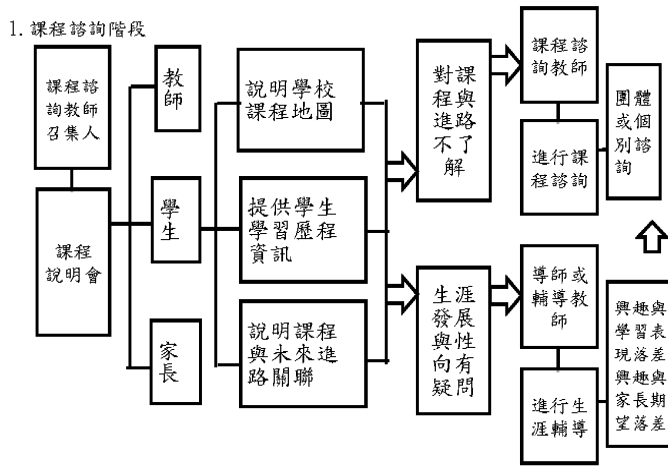 1. 課程諮詢階段
課程諮
詢教師
召集人
課程
說明會
教
師
學
生
家
長
說明學校
課程地圖
提供學生
學習歷程
資訊
說明課程
與未來進
路關聯
對課
程與
進路
不了
解
生涯
發展
與性
向有
疑問
課程諮
詢教師
進行課
程諮詢
團體
或個
別諮
詢
導師或
輔導教
師
進行生
涯輔導
興趣與
學習表
現落差
興趣與
家長期
望落差